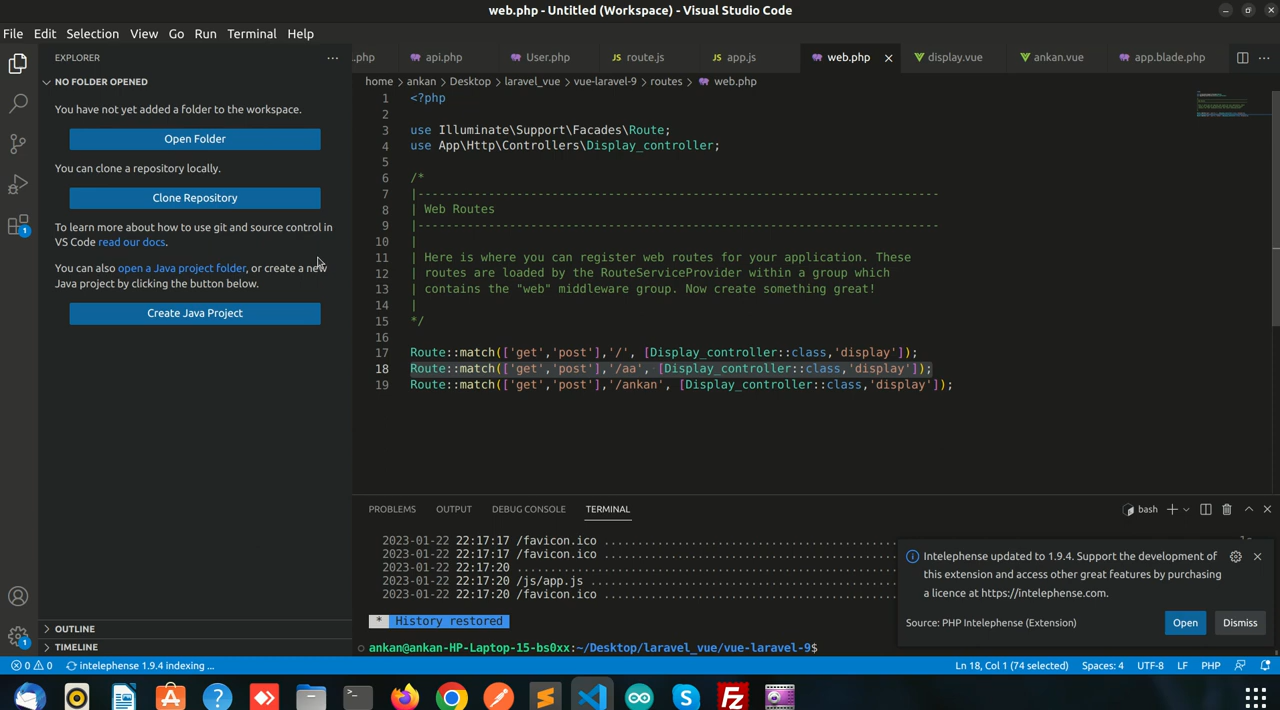 web.php - Untitled (Workspace) - Visual Studio Code
File Edit Selection View Go Run Terminal Help
EXPLORER
.php api.php User.php JS route.js JS app.js web.php display.vue ankan.vue app.blade.php
NO FOLDER OPENED
home > ankan > Desktop > laravel_vue > vue-laravel-9 > routes > web.php
You have not yet added a folder to the workspace.
Open Folder
You can clone a repository locally.
Clone Repository
To learn more about how to use git and source control in
VS Code read our docs.
You can also open a Java project folder, or create a new
Java project by clicking the button below.
Create Java Project
1
1
OUTLINE
TIMELINE
1 <?php
2
3 use Illuminate\Support\Facades\Route;
4 use App\Http\Controllers\Display_controller;
5
6 /*
7 |--------------------------------------------------------------------------
8 | Web Routes
9 |--------------------------------------------------------------------------
10 |
11 | Here is where you can register web routes for your application. These
12 | routes are loaded by the RouteServiceProvider within a group which
13 | contains the "web" middleware group. Now create something great!
14 |
15 */
16
17 Route::match(['get','post'],'/', [Display_controller::class,'display']);
18 Route::match(['get','post'],'/aa', [Display_controller::class,'display']);
19 Route::match(['get','post'],'/ankan', [Display_controller::class,'display']);
PROBLEMS OUTPUT DEBUG CONSOLE TERMINAL bash
2023-01-22 22:17:17 /favicon.ico ........................................
2023-01-22 22:17:17 /favicon.ico ........................................
2023-01-22 22:17:20 .....................................................
2023-01-22 22:17:20 /js/app.js ..........................................
2023-01-22 22:17:20 /favicon.ico ........................................
* History restored
ankan@ankan-HP-Laptop-15-bs0xx:~/Desktop/laravel_vue/vue-laravel-9$
Intelephense updated to 1.9.4. Support the development of
this extension and access other great features by purchasing
a licence at https://intelephense.com.
Source: PHP Intelephense (Extension) Open Dismiss
0 0 intelephense 1.9.4 indexing ... Ln 18, Col 1 (74 selected) Spaces: 4 UTF-8 LF PHP